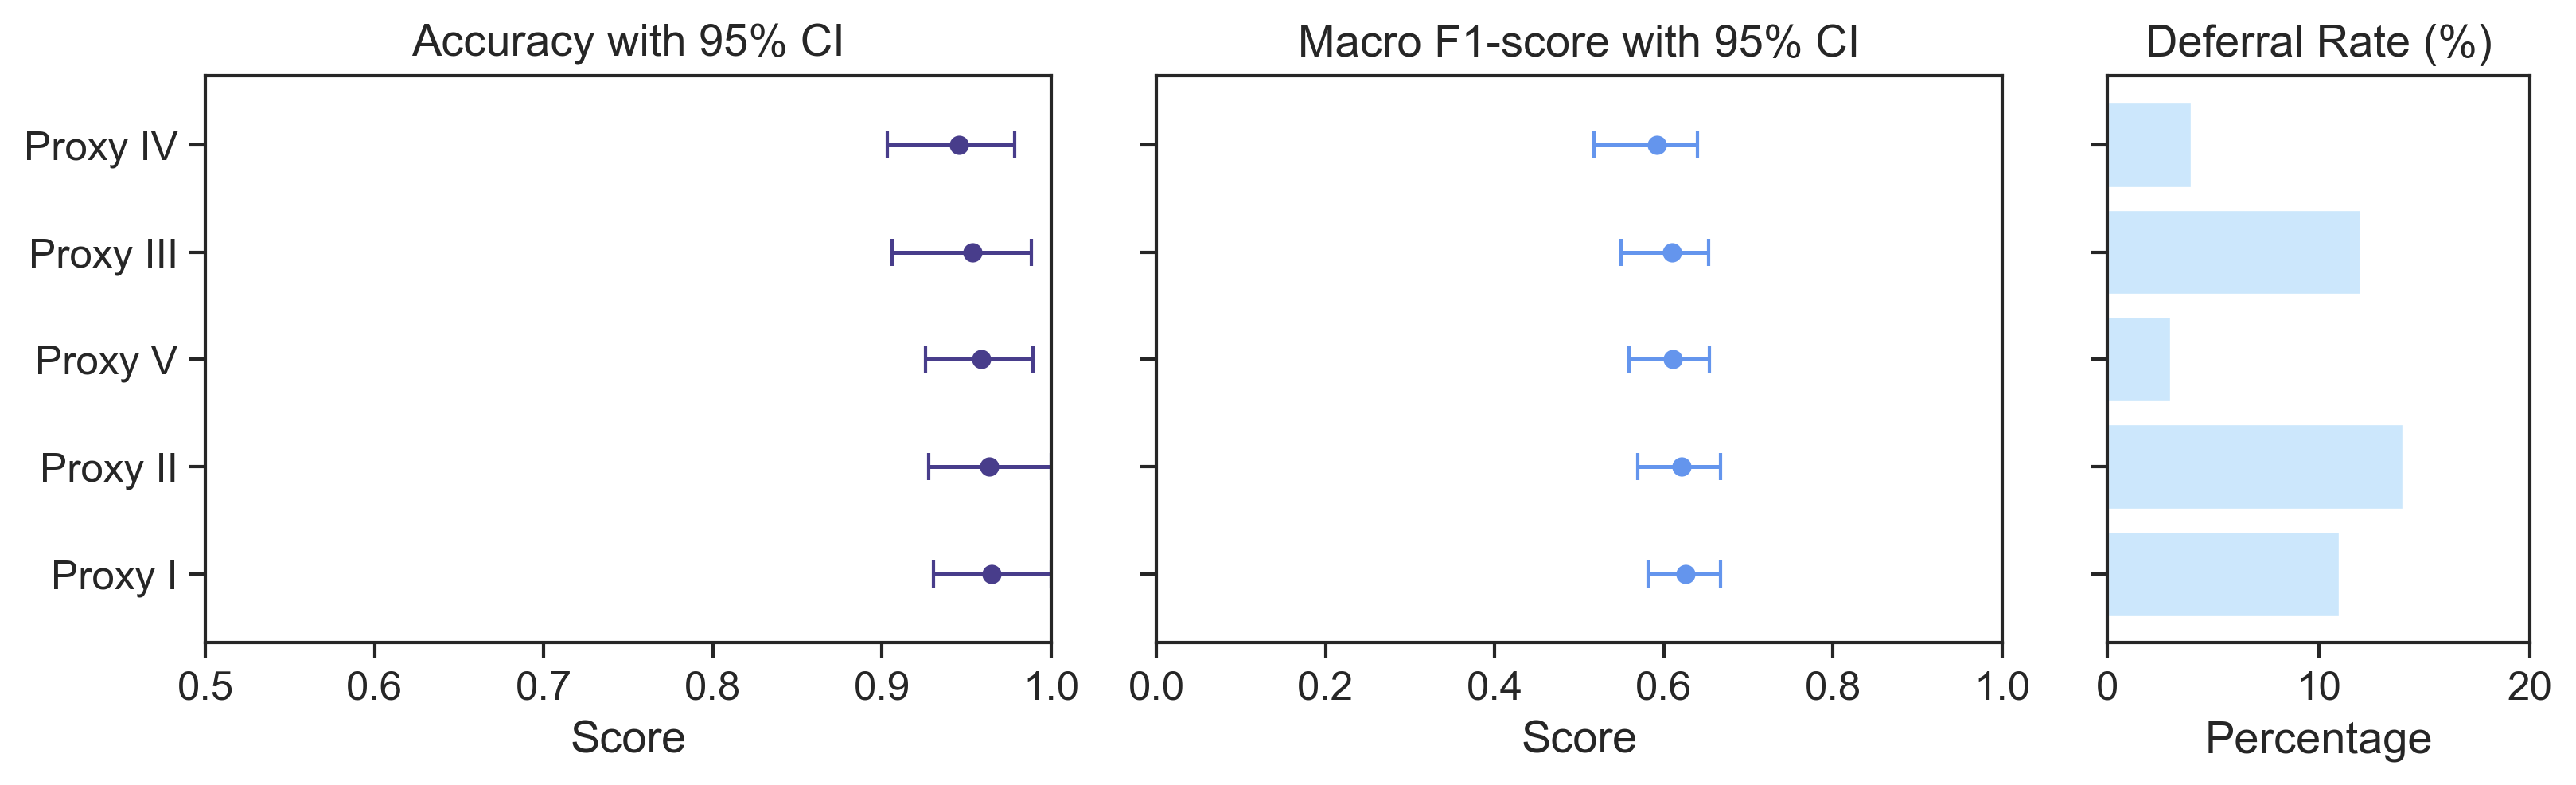 Accuracy with 95% CI
Macro F1-score with 95% CI
Deferral Rate (%)
Proxy IV
Proxy III
Proxy V
Proxy II
Proxy I
0.5 0.6 0.7 0.8 0.9 1.0
0.0 0.2 0.4 0.6 0.8 1.0
0 10 20
Score
Score
Percentage